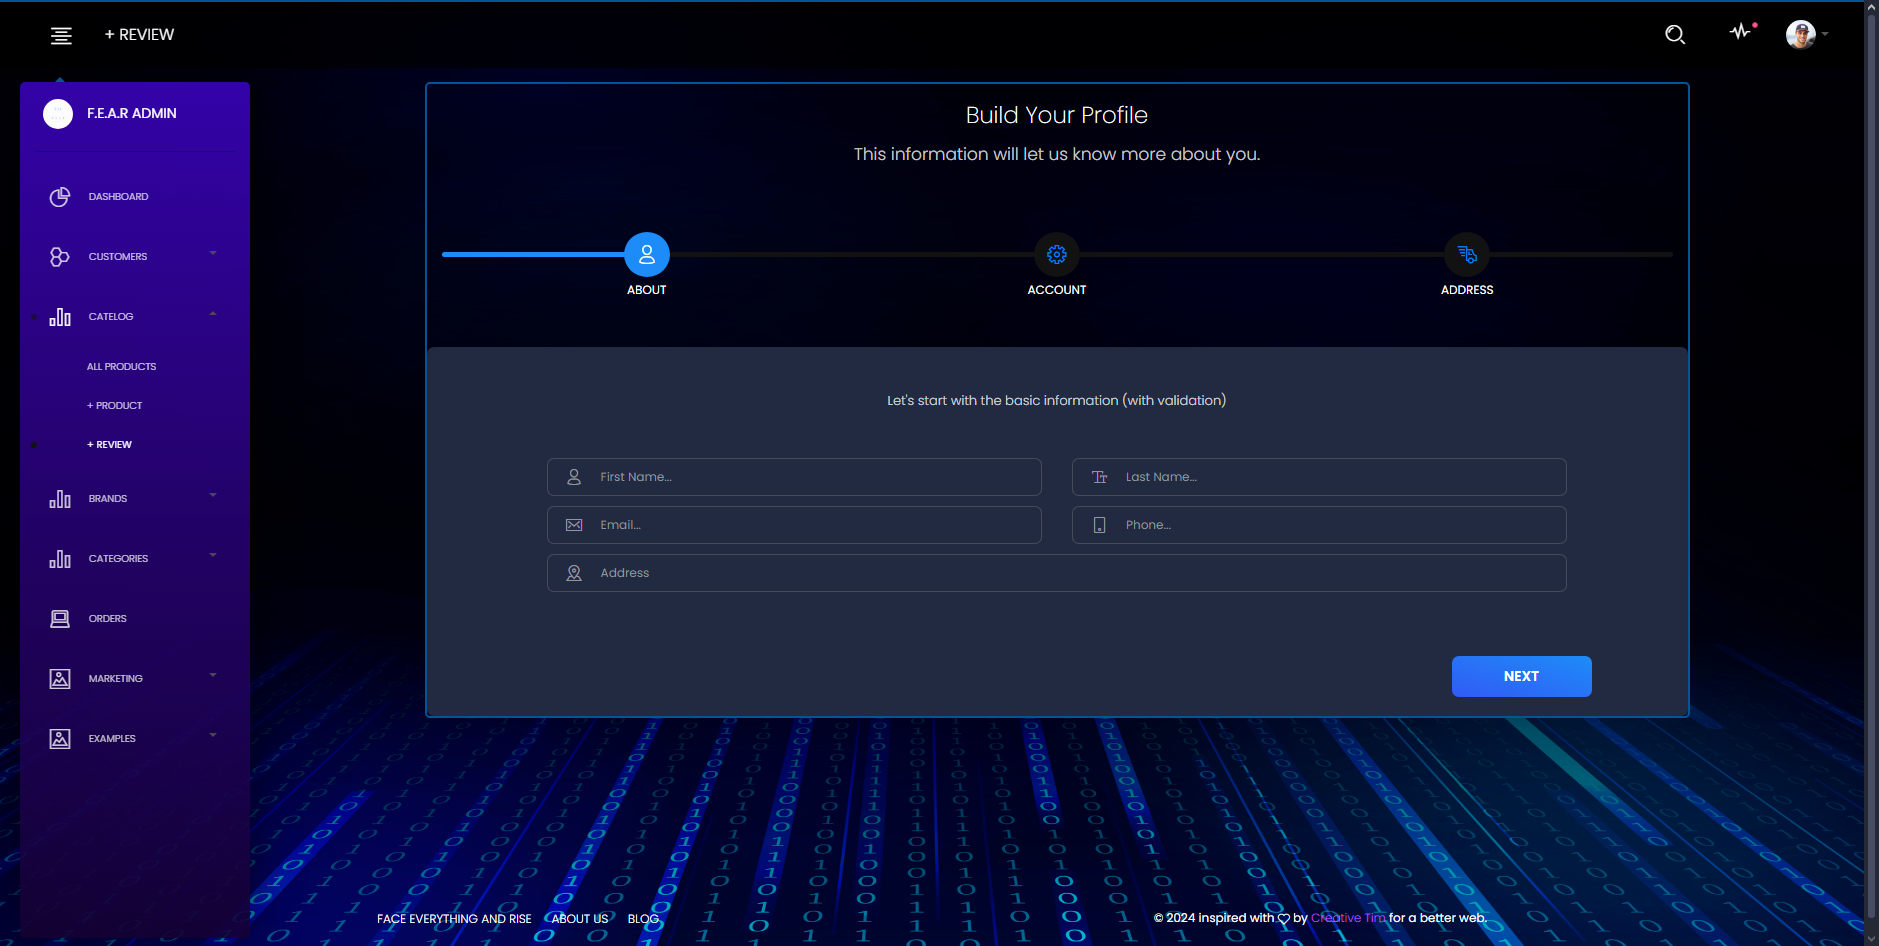 + REVIEW
F.E.A.R ADMIN
DASHBOARD
CUSTOMERS
CATELOG
ALL PRODUCTS
+ PRODUCT
+ REVIEW
BRANDS
CATEGORIES
ORDERS
MARKETING
EXAMPLES
Build Your Profile
This information will let us know more about you.
ABOUT
ACCOUNT
ADDRESS
Let's start with the basic information (with validation)
First Name...
Last Name...
Email...
Phone...
Address
NEXT
FACE EVERYTHING AND RISE
ABOUT US
BLOG
© 2024 inspired with ♡ by Creative Tim for a better web.